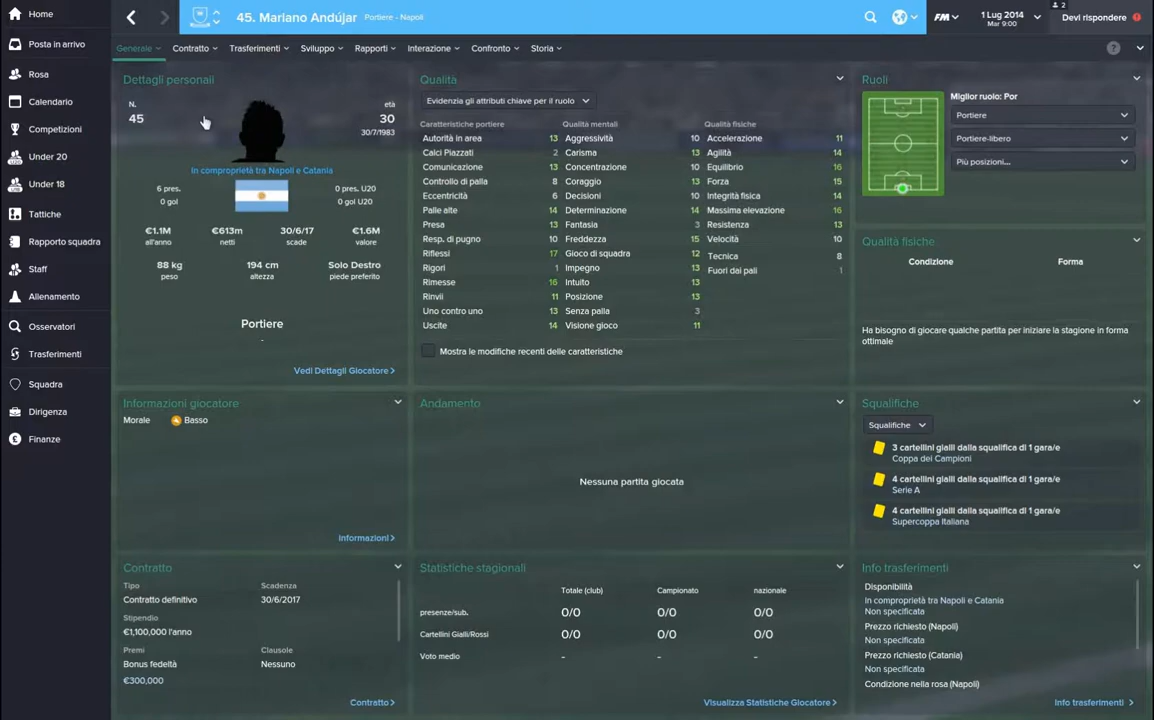 Home
Posta in arrivo
Rosa
Calendario
Competizioni
Under 20
Under 18
Tattiche
Rapporto squadra
Staff
Allenamento
Osservatori
Trasferimenti
Squadra
Dirigenza
Finanze
45. Mariano Andújar Portiere - Napoli
FM
1 Lug 2014
Mar 9:00
2
Devi rispondere
Generale Contratto Trasferimenti Sviluppo Rapporti Interazione Confronto Storia
?
Dettagli personali
N.
45
età
30
30/7/1983
In comproprietà tra Napoli e Catania
6 pres.
0 gol
0 pres. U20
0 gol U20
€1.1M
all'anno
€613m
netti
30/6/17
scade
€1.6M
valore
88 kg
peso
194 cm
altezza
Solo Destro
piede preferito
Portiere
-
Vedi Dettagli Giocatore >
Qualità
Evidenzia gli attributi chiave per il ruolo
Caratteristiche portiere Qualità mentali Qualità fisiche
Autorità in area 13 Aggressività 10 Accelerazione 11
Calci Piazzati 2 Carisma 13 Agilità 14
Comunicazione 13 Concentrazione 10 Equilibrio 16
Controllo di palla 8 Coraggio 13 Forza 15
Eccentricità 6 Decisioni 10 Integrità fisica 14
Palle alte 14 Determinazione 14 Massima elevazione 16
Presa 13 Fantasia 3 Resistenza 13
Resp. di pugno 10 Freddezza 15 Velocità 10
Riflessi 17 Gioco di squadra 12 Tecnica 8
Rigori 1 Impegno 13 Fuori dai pali 1
Rimesse 16 Intuito 13
Rinvii 11 Posizione 13
Uno contro uno 13 Senza palla 3
Uscite 14 Visione gioco 11
Mostra le modifiche recenti delle caratteristiche
Ruoli
Miglior ruolo: Por
Portiere
Portiere-libero
Più posizioni...
Qualità fisiche
Condizione Forma
Ha bisogno di giocare qualche partita per iniziare la stagione in forma
ottimale
Informazioni giocatore
Morale Basso
Informazioni >
Andamento
Nessuna partita giocata
Squalifiche
Squalifiche
3 cartellini gialli dalla squalifica di 1 gara/e
Coppa dei Campioni
4 cartellini gialli dalla squalifica di 1 gara/e
Serie A
4 cartellini gialli dalla squalifica di 1 gara/e
Supercoppa Italiana
Contratto
Tipo Scadenza
Contratto definitivo 30/6/2017
Stipendio
€1,100,000 l'anno
Premi Clausole
Bonus fedeltà Nessuno
€300,000
Contratto >
Statistiche stagionali
Totale (club) Campionato nazionale
presenze/sub. 0/0 0/0 0/0
Cartellini Gialli/Rossi 0/0 0/0 0/0
Voto medio - - -
Visualizza Statistiche Giocatore >
Info trasferimenti
Disponibilità
In comproprietà tra Napoli e Catania
Non specificata
Prezzo richiesto (Napoli)
Non specificata
Prezzo richiesto (Catania)
Non specificata
Condizione nella rosa (Napoli)
Info trasferimenti >